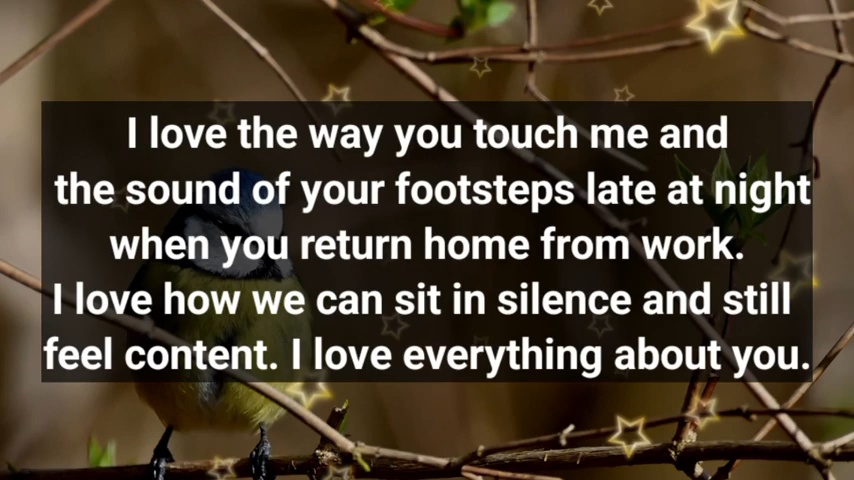 I love the way you touch me and
the sound of your footsteps late at night
when you return home from work.
I love how we can sit in silence and still
feel content. I love everything about you.